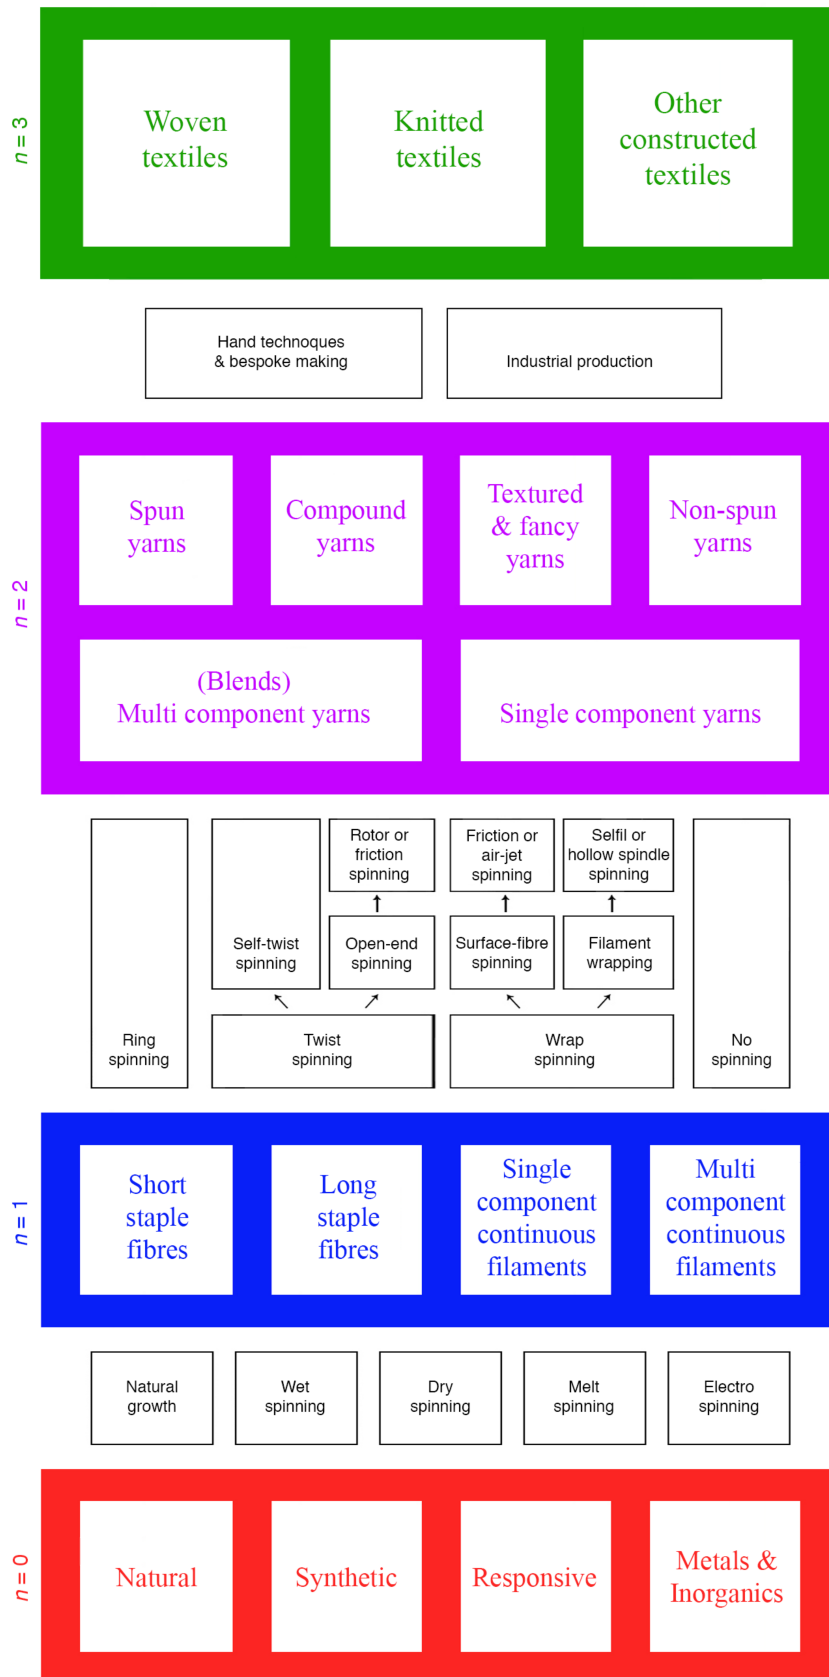 n = 3
Woven
textiles
Knitted
textiles
Other
constructed
textiles
Hand technoques
& bespoke making
Industrial production
n = 2
Spun
yarns
Compound
yarns
Textured
& fancy
yarns
Non-spun
yarns
(Blends)
Multi component yarns
Single component yarns
Rotor or
friction
spinning
Friction or
air-jet
spinning
Selfil or
hollow spindle
spinning
Self-twist
spinning
Open-end
spinning
Surface-fibre
spinning
Filament
wrapping
Ring
spinning
Twist
spinning
Wrap
spinning
No
spinning
n = 1
Short
staple
fibres
Long
staple
fibres
Single
component
continuous
filaments
Multi
component
continuous
filaments
Natural
growth
Wet
spinning
Dry
spinning
Melt
spinning
Electro
spinning
n = 0
Natural
Synthetic
Responsive
Metals &
Inorganics